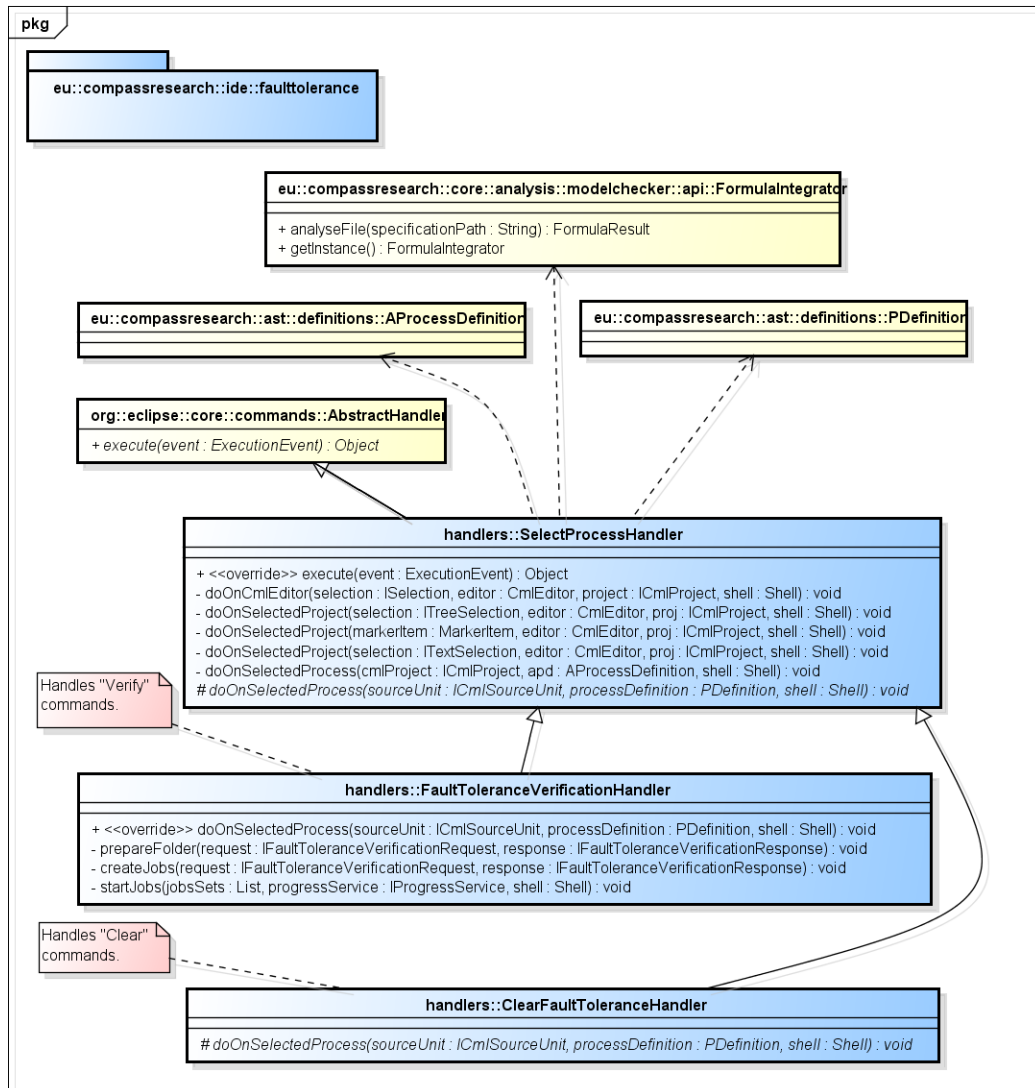 pkg
eu::compassresearch::ide::faulttolerance
eu::compassresearch::core::analysis::modelchecker::api::FormulaIntegrator
+ analyseFile(specificationPath : String) : FormulaResult
+ getInstance() : FormulaIntegrator
eu::compassresearch::ast::definitions::AProcessDefinition
eu::compassresearch::ast::definitions::PDefinition
org::eclipse::core::commands::AbstractHandler
+ execute(event : ExecutionEvent) : Object
handlers::SelectProcessHandler
+ <<override>> execute(event : ExecutionEvent) : Object
- doOnCmlEditor(selection : ISelection, editor : CmlEditor, project : ICmlProject, shell : Shell) : void
- doOnSelectedProject(selection : ITreeSelection, editor : CmlEditor, proj : ICmlProject, shell : Shell) : void
- doOnSelectedProject(markerItem : MarkerItem, editor : CmlEditor, proj : ICmlProject, shell : Shell) : void
- doOnSelectedProject(selection : ITextSelection, editor : CmlEditor, proj : ICmlProject, shell : Shell) : void
- doOnSelectedProcess(cmlProject : ICmlProject, apd : AProcessDefinition, shell : Shell) : void
# doOnSelectedProcess(sourceUnit : ICmlSourceUnit, processDefinition : PDefinition, shell : Shell) : void
Handles "Verify"
commands.
handlers::FaultToleranceVerificationHandler
+ <<override>> doOnSelectedProcess(sourceUnit : ICmlSourceUnit, processDefinition : PDefinition, shell : Shell) : void
- prepareFolder(request : IFaultToleranceVerificationRequest, response : IFaultToleranceVerificationResponse) : void
- createJobs(request : IFaultToleranceVerificationRequest, response : IFaultToleranceVerificationResponse) : void
- startJobs(jobsSets : List, progressService : IProgressService, shell : Shell) : void
Handles "Clear"
commands.
handlers::ClearFaultToleranceHandler
# doOnSelectedProcess(sourceUnit : ICmlSourceUnit, processDefinition : PDefinition, shell : Shell) : void